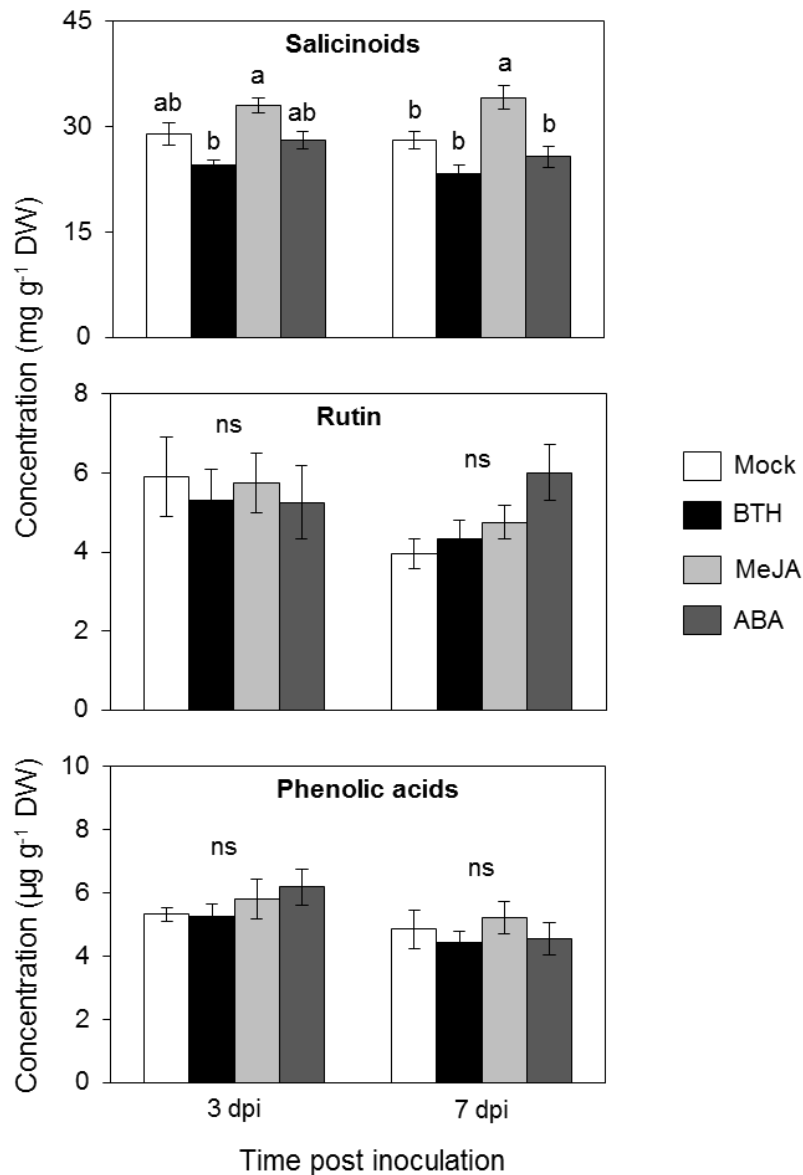 Concentration (mg g⁻¹ DW)
45
30
15
0
Salicinoids
ab
b
a
ab
b
b
a
b
8
6
4
2
0
Rutin
ns
ns
Mock
BTH
MeJA
ABA
Concentration (µg g⁻¹ DW)
10
8
6
4
2
0
Phenolic acids
ns
ns
3 dpi
7 dpi
Time post inoculation